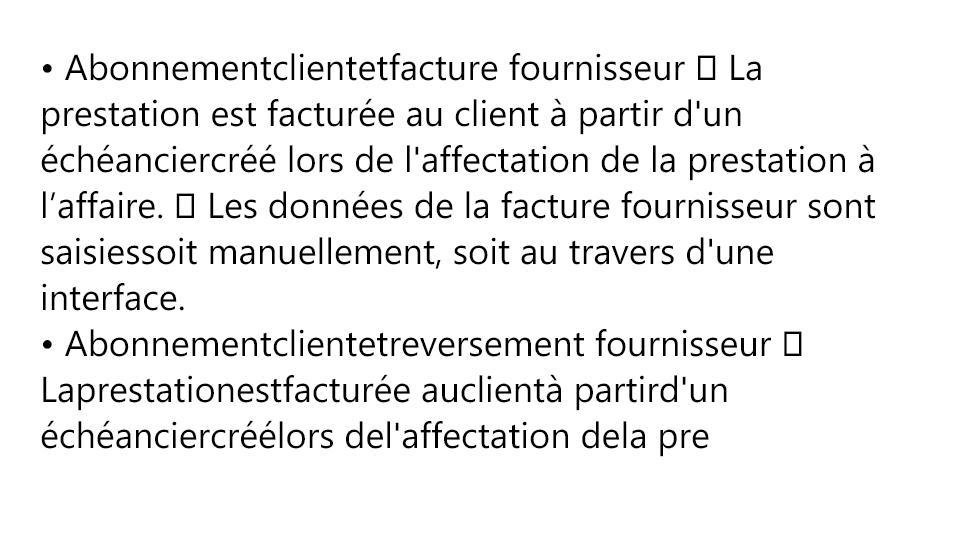 • Abonnementclientetfacture fournisseur  La
prestation est facturée au client à partir d'un
échéanciercréé lors de l'affectation de la prestation à
l’affaire.  Les données de la facture fournisseur sont
saisiessoit manuellement, soit au travers d'une
interface.
• Abonnementclientetreversement fournisseur 
Laprestationestfacturée auclientà partird'un
échéanciercréélors del'affectation dela pre